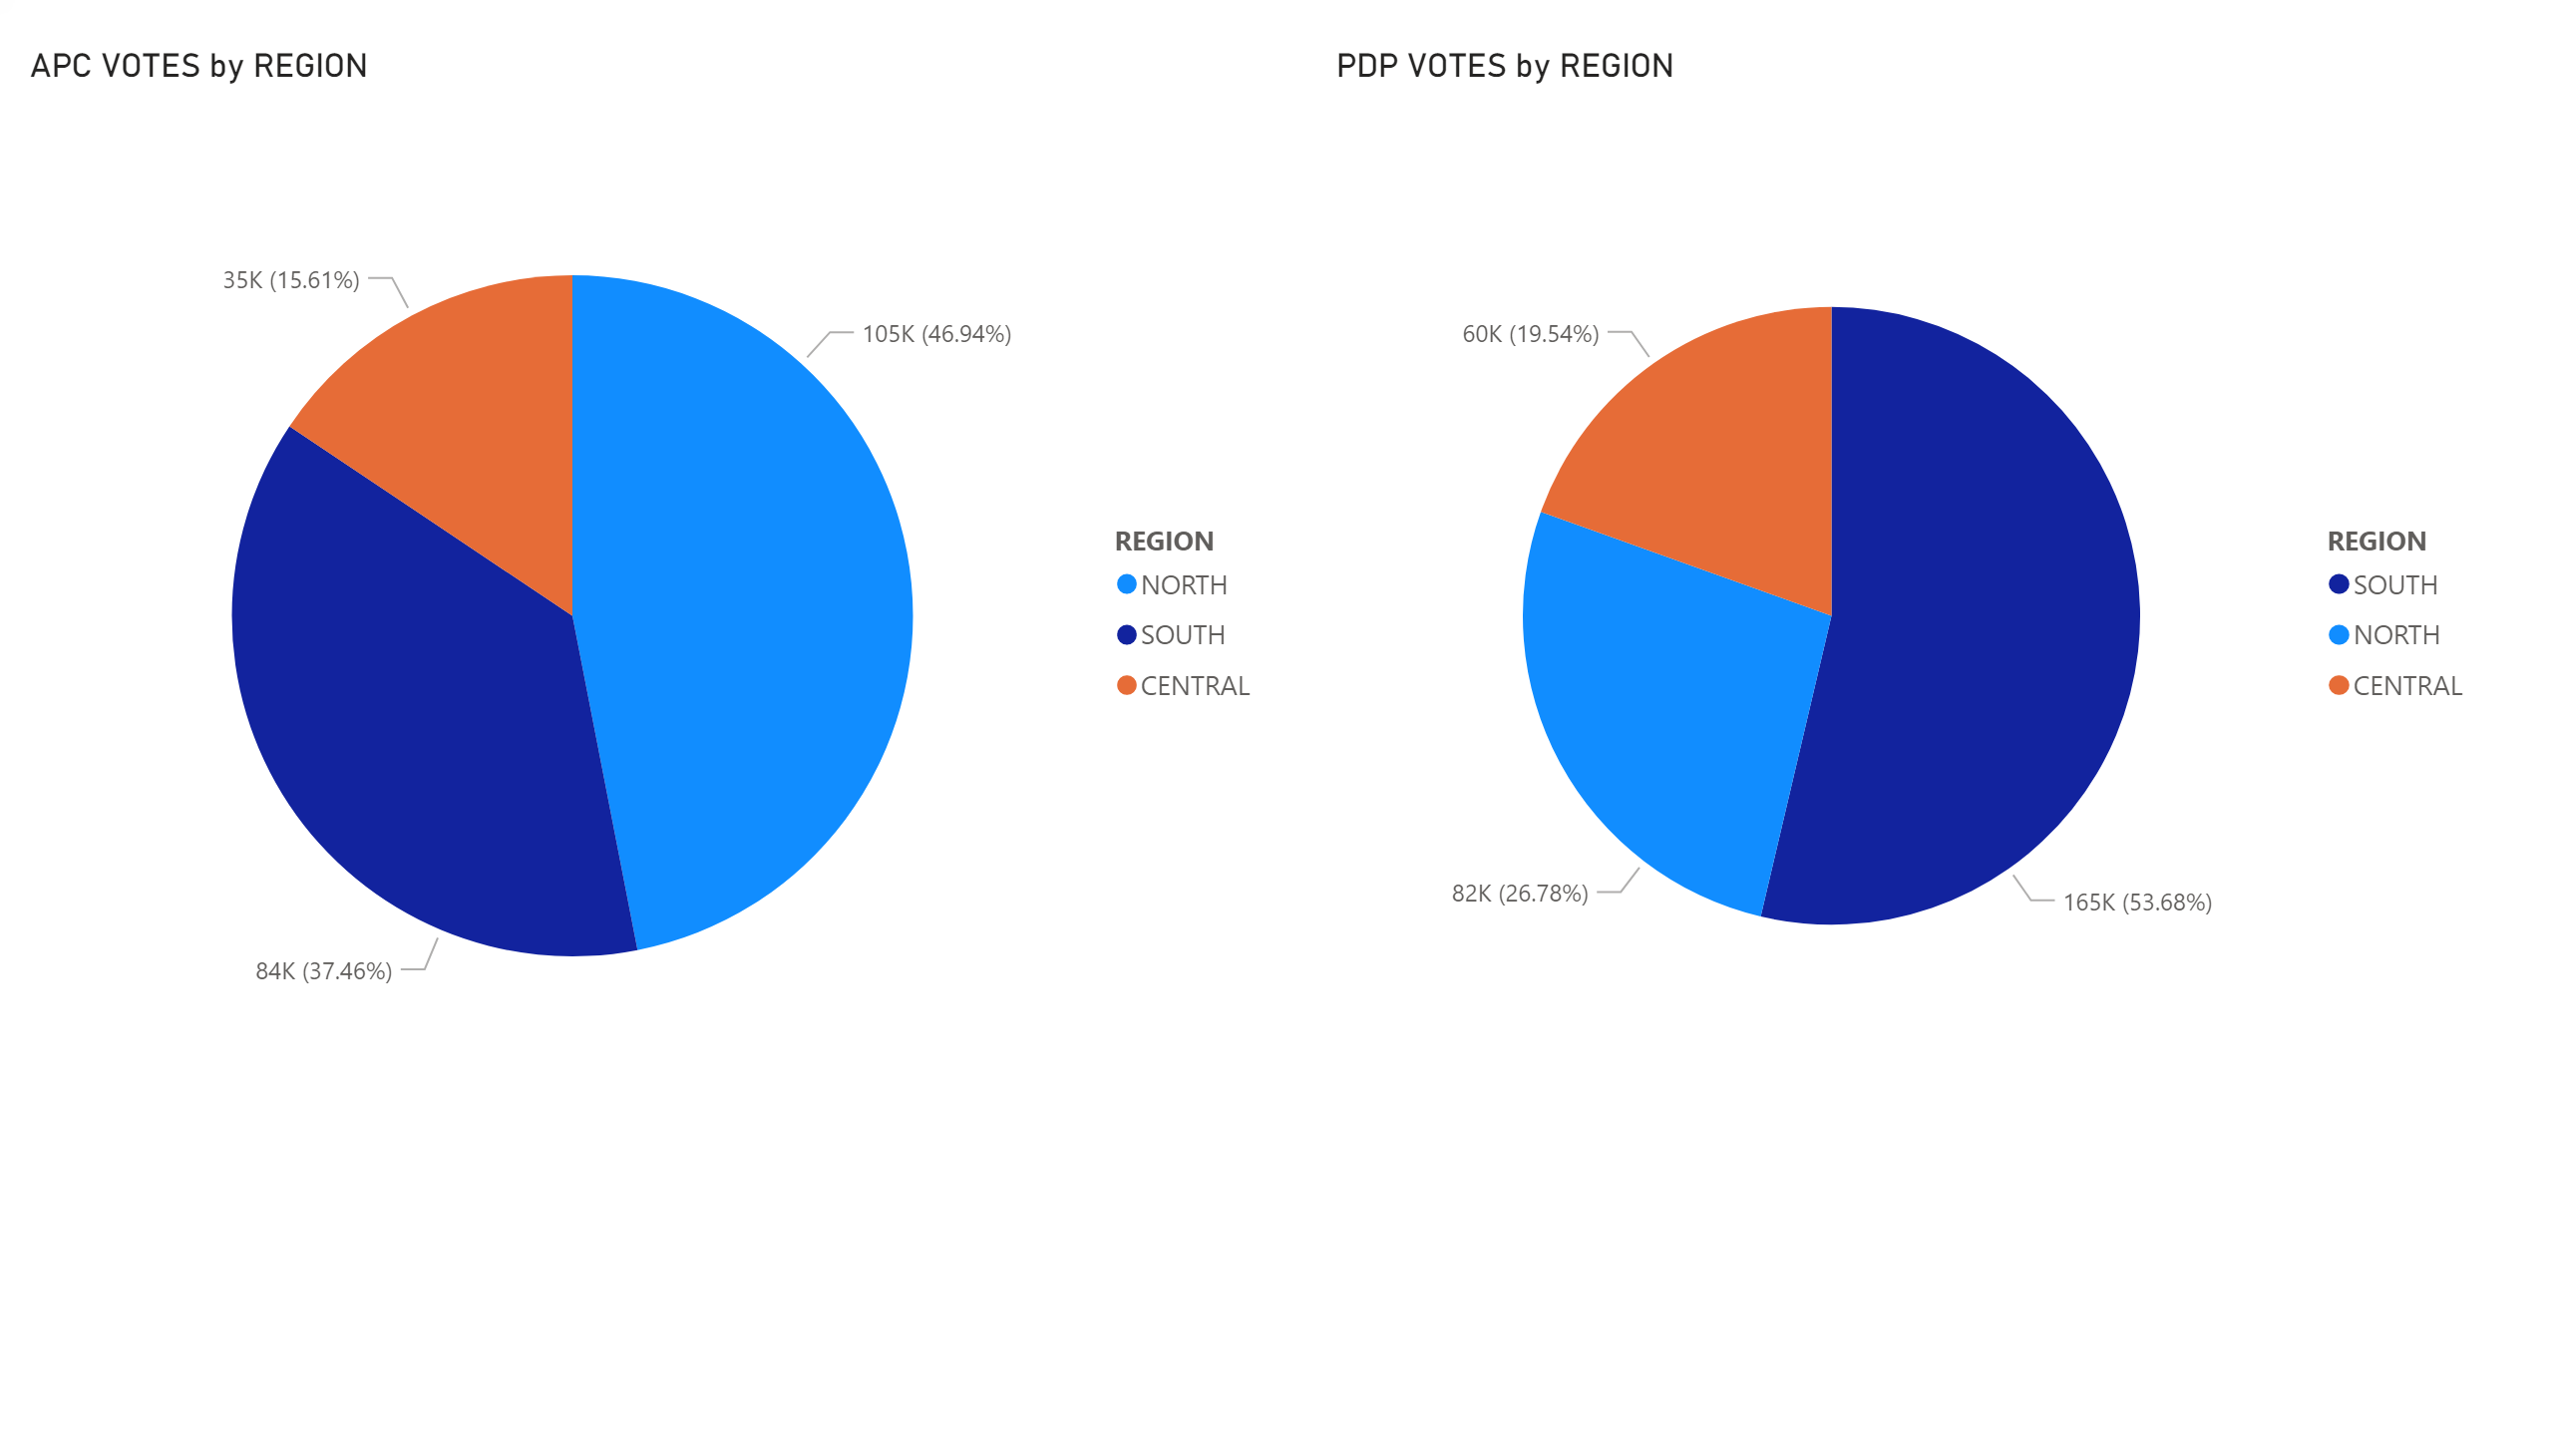 APC VOTES by REGION
35K (15.61%)
105K (46.94%)
84K (37.46%)
REGION
NORTH
SOUTH
CENTRAL
PDP VOTES by REGION
60K (19.54%)
82K (26.78%)
165K (53.68%)
REGION
SOUTH
NORTH
CENTRAL